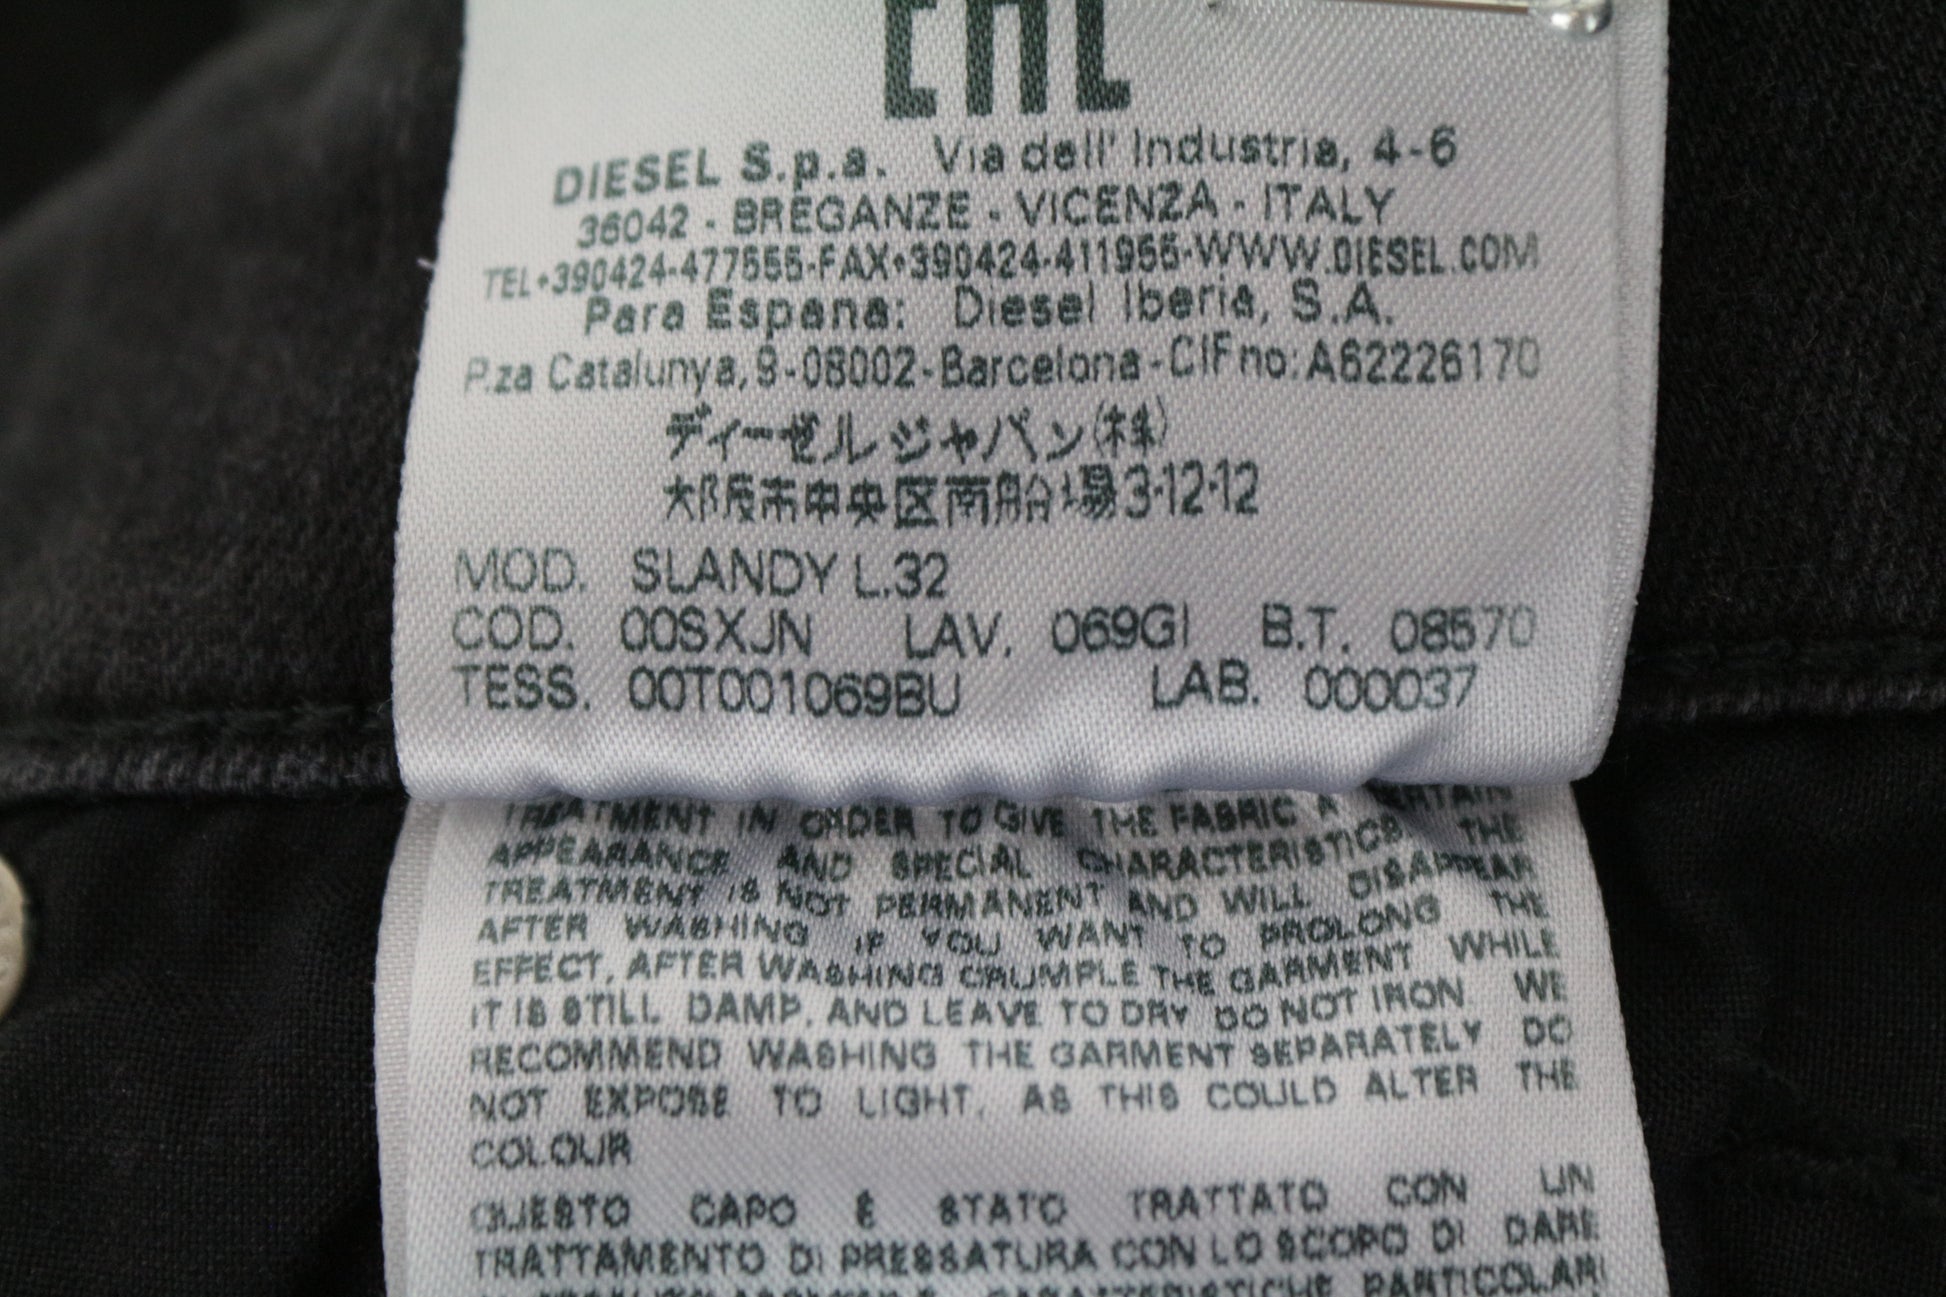 EAC
DIESEL S.p.a. Via dell' Industria, 4-6
36042 - BREGANZE - VICENZA - ITALY
TEL+390424-477555-FAX+390424-411955-WWW.DIESEL.COM
Para Espana: Diesel Iberia, S.A.
P.za Catalunya, 9-08002-Barcelona-CIF no: A62226170
ディーゼルジャパン(株)
大阪市中央区南船場3-12-12
MOD. SLANDY L.32
COD. 00SXJN LAV. 069GI B.T. 08570
TESS. 00T001069BU LAB. 000037
TREATMENT IN ORDER TO GIVE THE FABRIC A CERTAIN
APPEARANCE AND SPECIAL CHARACTERISTICS. THE
TREATMENT IS NOT PERMANENT AND WILL DISAPPEAR
AFTER WASHING IF YOU WANT TO PROLONG THE
EFFECT, AFTER WASHING CRUMPLE THE GARMENT WHILE
IT IS STILL DAMP, AND LEAVE TO DRY DO NOT IRON. WE
RECOMMEND WASHING THE GARMENT SEPARATELY DO
NOT EXPOSE TO LIGHT, AS THIS COULD ALTER THE
COLOUR
QUESTO CAPO È STATO TRATTATO CON UN
TRATTAMENTO DI PRESSATURA CON LO SCOPO DI DARE
CARATTERISTICHE PARTICOLARI